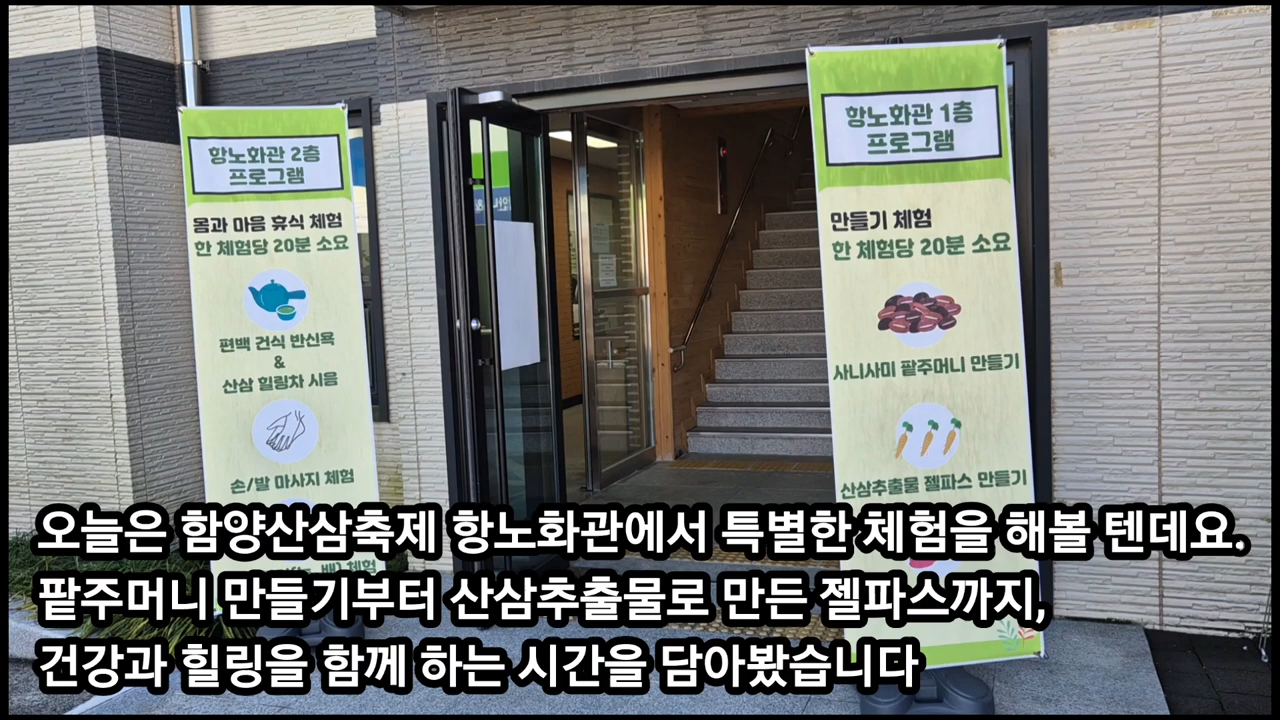 항노화관 2층
프로그램
몸과 마음 휴식 체험
한 체험당 20분 소요
편백 건식 반신욕
&
산삼 힐링차 시음
손/발 마사지 체험
배) 체험
항노화관 1층
프로그램
만들기 체험
한 체험당 20분 소요
사니사미 팥주머니 만들기
산삼추출물 젤파스 만들기
오늘은 함양산삼축제 항노화관에서 특별한 체험을 해볼 텐데요.
팥주머니 만들기부터 산삼추출물로 만든 젤파스까지,
건강과 힐링을 함께 하는 시간을 담아봤습니다